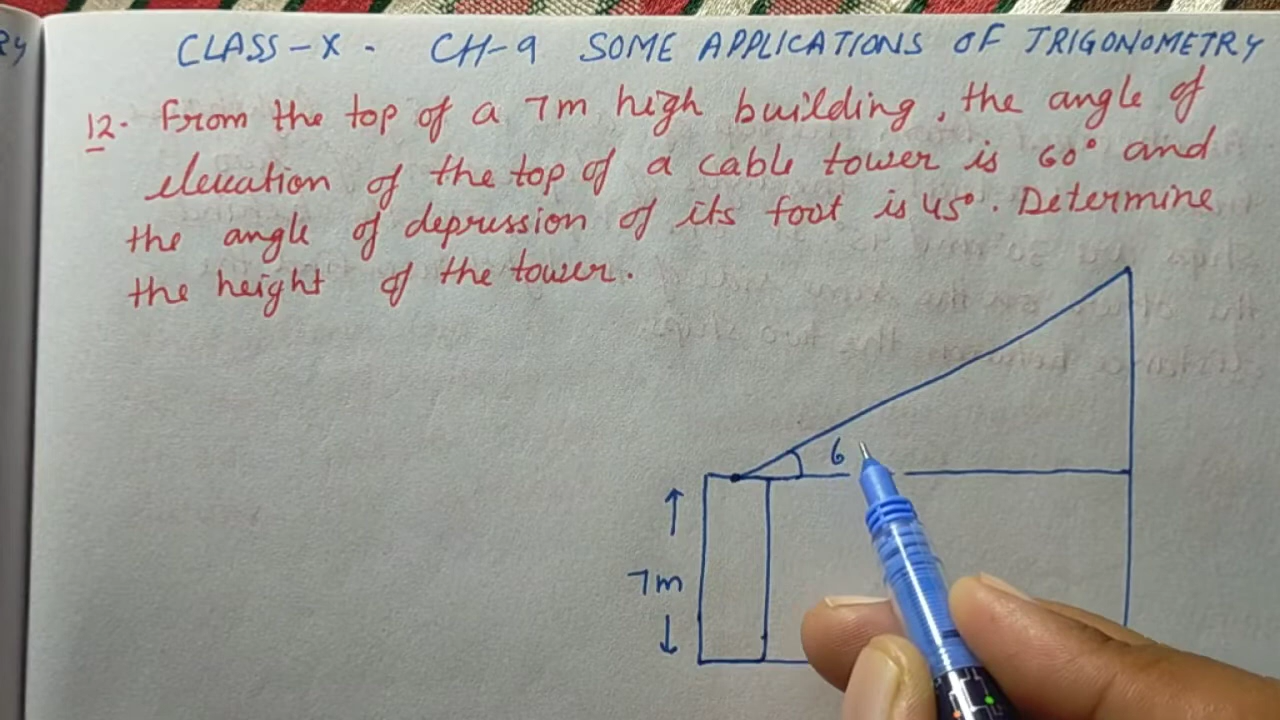 RY
CLASS-X. CH-9 SOME APPLICATIONS OF TRIGONOMETRY
12. From the top of a 7m high building, the angle of
elevation of the top of a cable tower is 60° and
the angle of depression of its foot is 45°. Determine
the height of the tower.
6
7m